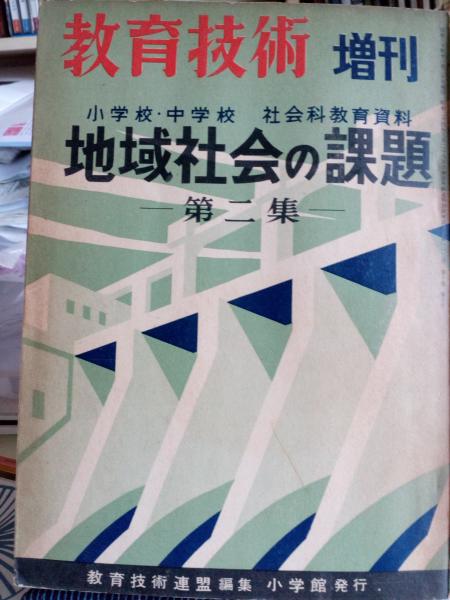 教育技術 増刊
小学校・中学校 社会科教育資料
地域社会の課題
―第二集―
教育技術連盟編集 小学館発行